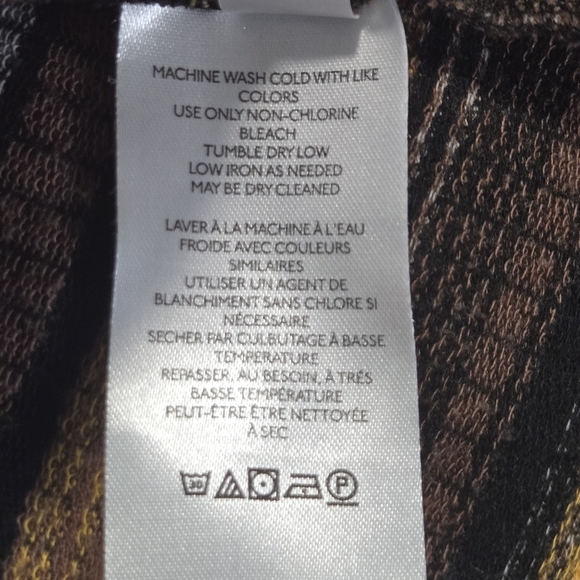 MACHINE WASH COLD WITH LIKE
COLORS
USE ONLY NON-CHLORINE
BLEACH
TUMBLE DRY LOW
LOW IRON AS NEEDED
MAY BE DRY CLEANED
LAVER À LA MACHINE À L'EAU
FROIDE AVEC COULEURS
SIMILAIRES
UTILISER UN AGENT DE
BLANCHIMENT SANS CHLORE SI
NÉCESSAIRE
SECHER PAR CULBUTAGE À BASSE
TEMPERATURE
REPASSER, AU BESOIN, À TRÈS
BASSE TEMPÉRATURE
PEUT-ÊTRE ÊTRE NETTOYÉE
À SEC
30 P